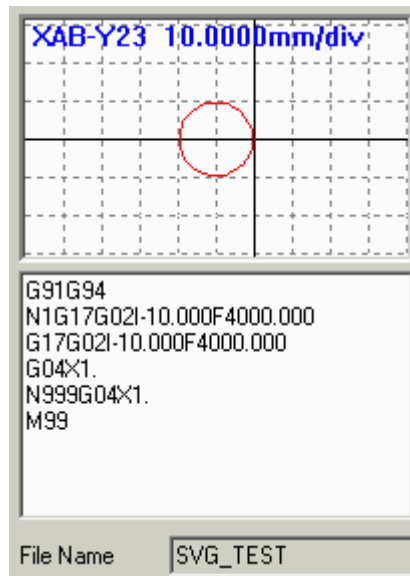 XAB-Y23 10.0000mm/div
G91G94
N1G17G02I-10.000F4000.000
G17G02I-10.000F4000.000
G04X1.
N999G04X1.
M99
File Name SVG_TEST